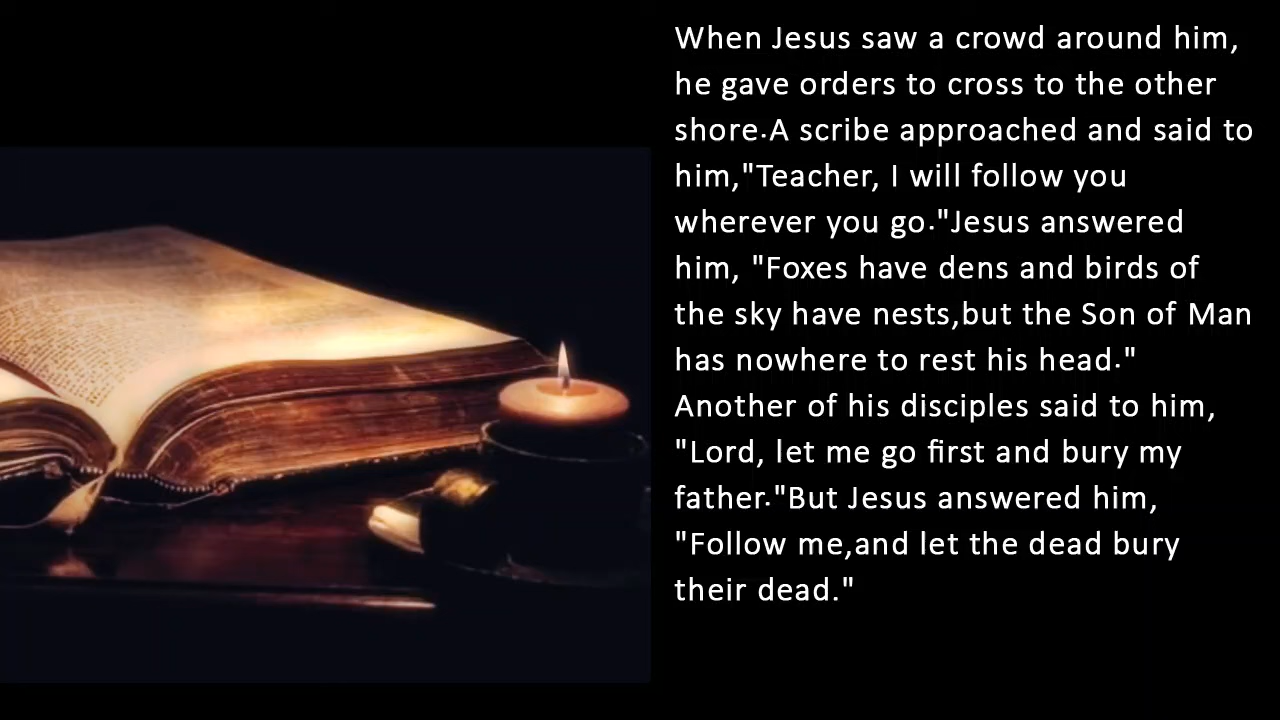 When Jesus saw a crowd around him,
he gave orders to cross to the other
shore.A scribe approached and said to
him,"Teacher, I will follow you
wherever you go."Jesus answered
him, "Foxes have dens and birds of
the sky have nests,but the Son of Man
has nowhere to rest his head."
Another of his disciples said to him,
"Lord, let me go first and bury my
father."But Jesus answered him,
"Follow me,and let the dead bury
their dead."